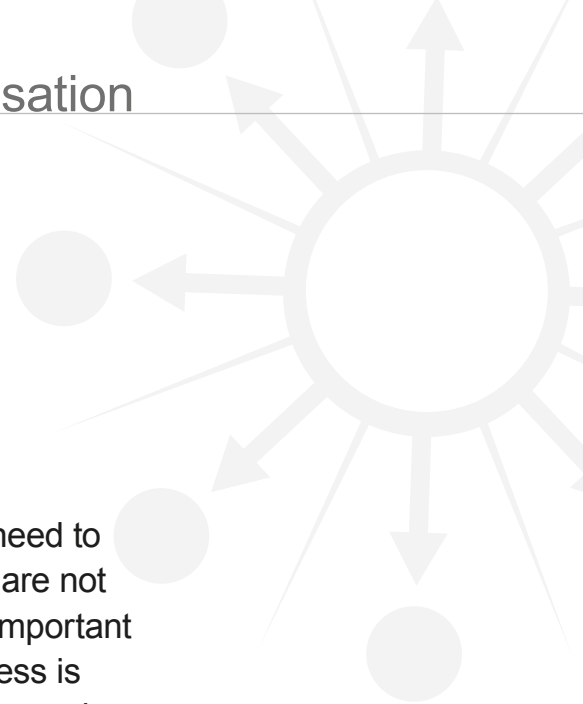 sation
need to
are not
mportant
ess is